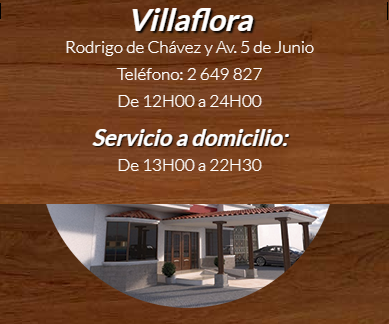 Villaflora
Rodrigo de Chávez y Av. 5 de Junio
Teléfono: 2 649 827
De 12H00 a 24H00
Servicio a domicilio:
De 13H00 a 22H30